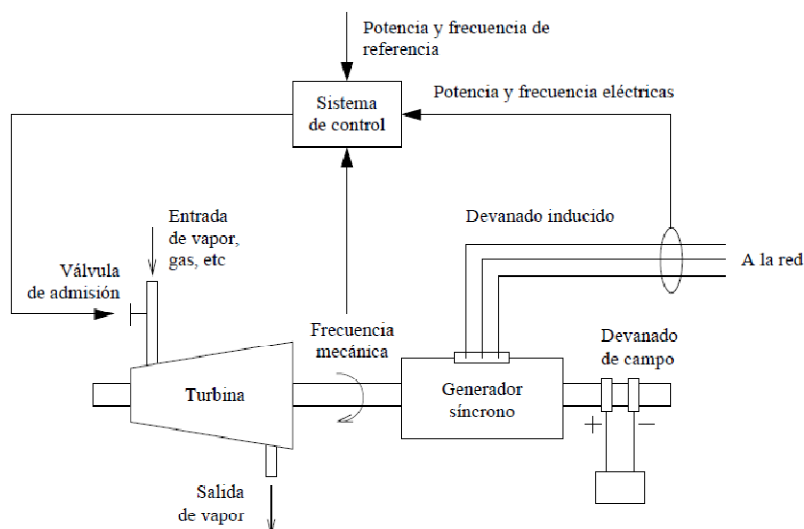 Potencia y frecuencia de
referencia
Sistema
de control
Potencia y frecuencia eléctricas
Entrada
de vapor,
gas, etc
Devanado inducido
Válvula
de admisión
A la red
Frecuencia
mecánica
Devanado
de campo
Turbina
Generador
síncrono
+
−
Salida
de vapor